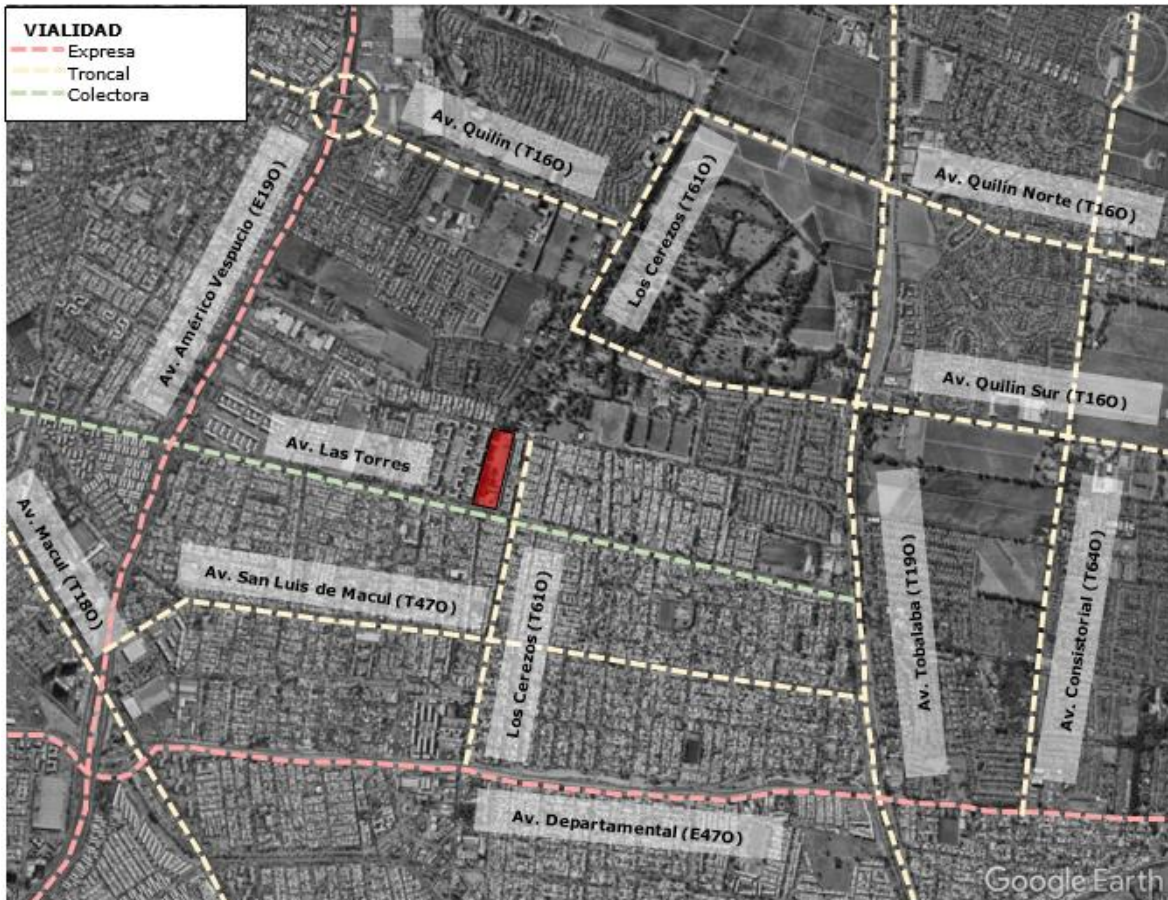 VIALIDAD
Expresa
Troncal
Colectora
Av. Quilín (T16O)
Av. Quilín Norte (T16O)
Los Cerezos (T61O)
Av. Américo Vespucio (E19O)
Av. Quilín Sur (T16O)
Av. Las Torres
Av. Macul (T18O)
Av. San Luis de Macul (T47O)
Los Cerezos (T61O)
Av. Tobalaba (T19O)
Av. Consistorial (T64O)
Av. Departamental (E47O)
Google Earth